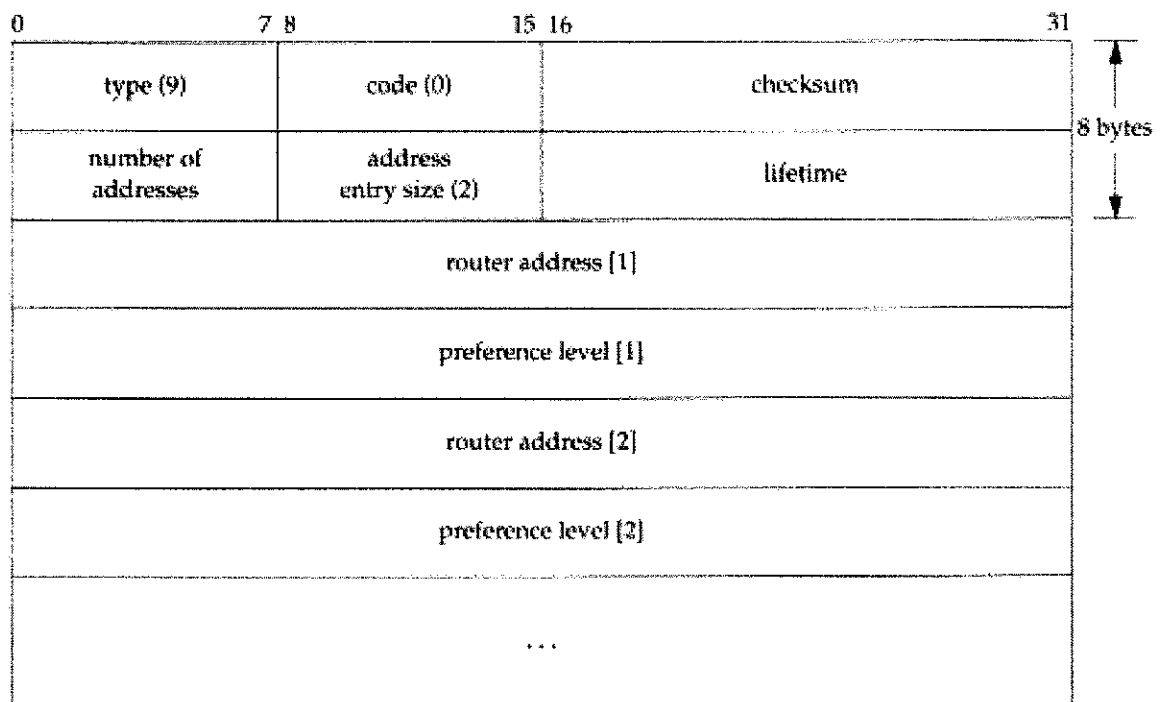 0 7 8 15 16 31
type (9) code (0) checksum
8 bytes
number of addresses
address entry size (2)
lifetime
router address [1]
preference level [1]
router address [2]
preference level [2]
...